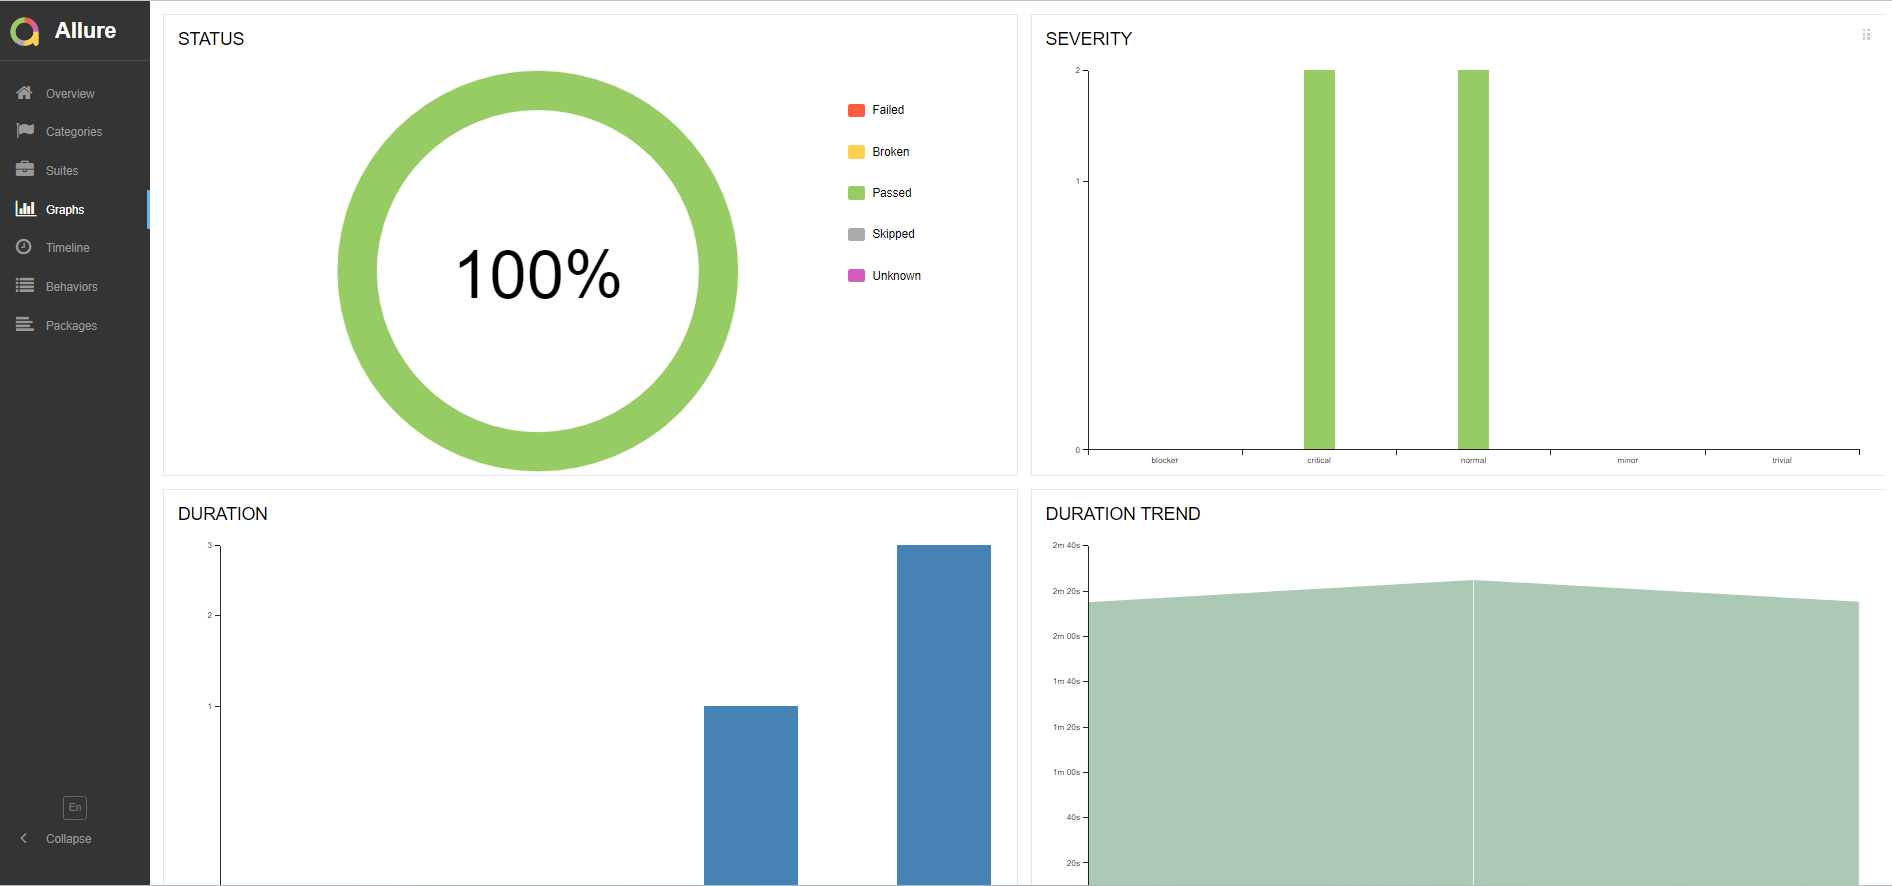 Allure
Overview
Categories
Suites
Graphs
Timeline
Behaviors
Packages
En
Collapse
STATUS
100%
Failed
Broken
Passed
Skipped
Unknown
SEVERITY
2
1
0
blocker critical normal minor trivial
DURATION
3
2
1
DURATION TREND
2m 40s
2m 20s
2m 00s
1m 40s
1m 20s
1m 00s
40s
20s